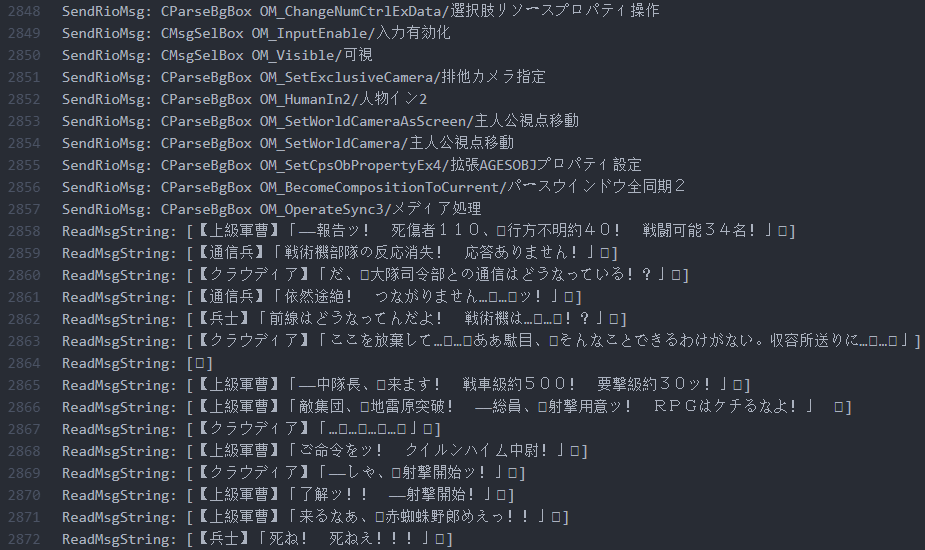 2848 SendRioMsg: CParseBgBox OM_ChangeNumCtrlExData/選択肢リソースプロパティ操作
2849 SendRioMsg: CMsgSelBox OM_InputEnable/入力有効化
2850 SendRioMsg: CMsgSelBox OM_Visible/可視
2851 SendRioMsg: CParseBgBox OM_SetExclusiveCamera/排他カメラ指定
2852 SendRioMsg: CParseBgBox OM_HumanIn2/人物イン2
2853 SendRioMsg: CParseBgBox OM_SetWorldCameraAsScreen/主人公視点移動
2854 SendRioMsg: CParseBgBox OM_SetWorldCamera/主人公視点移動
2855 SendRioMsg: CParseBgBox OM_SetCpsObPropertyEx4/拡張AGESOBJプロパティ設定
2856 SendRioMsg: CParseBgBox OM_BecomeCompositionToCurrent/パースウインドウ全同期２
2857 SendRioMsg: CParseBgBox OM_OperateSync3/メディア処理
2858 ReadMsgString: [【上級軍曹】「―報告ッ！　死傷者１１０、□行方不明約４０！　戦闘可能３４名！」□]
2859 ReadMsgString: [【通信兵】「戦術機部隊の反応消失！　応答ありません！」□]
2860 ReadMsgString: [【クラウディア】「だ、□大隊司令部との通信はどうなっている！？」□]
2861 ReadMsgString: [【通信兵】「依然途絶！　つながりません…□…□ッ！」□]
2862 ReadMsgString: [【兵士】「前線はどうなってんだよ！　戦術機は…□…□！？」□]
2863 ReadMsgString: [【クラウディア】「ここを放棄して…□…□ああ駄目、□そんなことできるわけがない。収容所送りに…□…□」]
2864 ReadMsgString: [□]
2865 ReadMsgString: [【上級軍曹】「―中隊長、□来ます！　戦車級約５００！　要撃級約３０ッ！」□]
2866 ReadMsgString: [【上級軍曹】「敵集団、□地雷原突破！　―総員、□射撃用意ッ！　ＲＰＧはケチるなよ！」　□]
2867 ReadMsgString: [【クラウディア】「…□…□…□…□」□]
2868 ReadMsgString: [【上級軍曹】「ご命令をッ！　クイルンハイム中尉！」□]
2869 ReadMsgString: [【クラウディア】「―しゃ、□射撃開始ッ！」□]
2870 ReadMsgString: [【上級軍曹】「了解ッ！！　―射撃開始！」□]
2871 ReadMsgString: [【上級軍曹】「来るなあ、□赤蜘蛛野郎めえっ！！」□]
2872 ReadMsgString: [【兵士】「死ね！　死ねえ！！！」□]